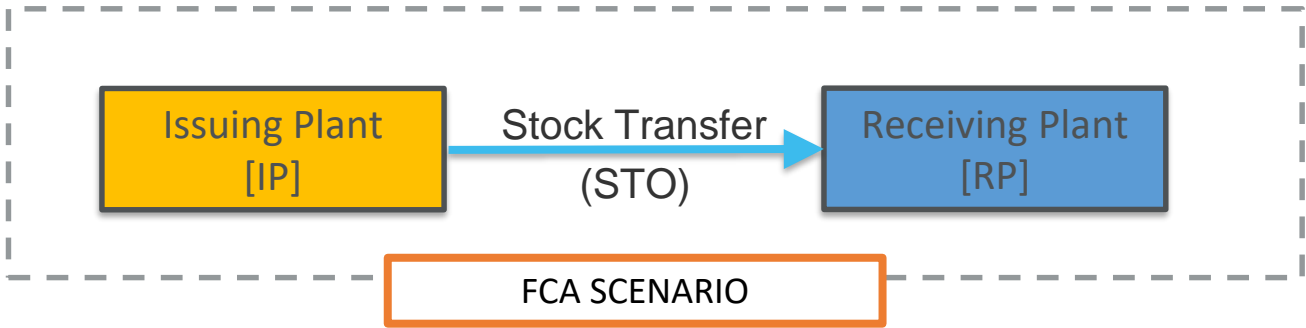 Issuing Plant
[IP]
Stock Transfer
(STO)
Receiving Plant
[RP]
FCA SCENARIO